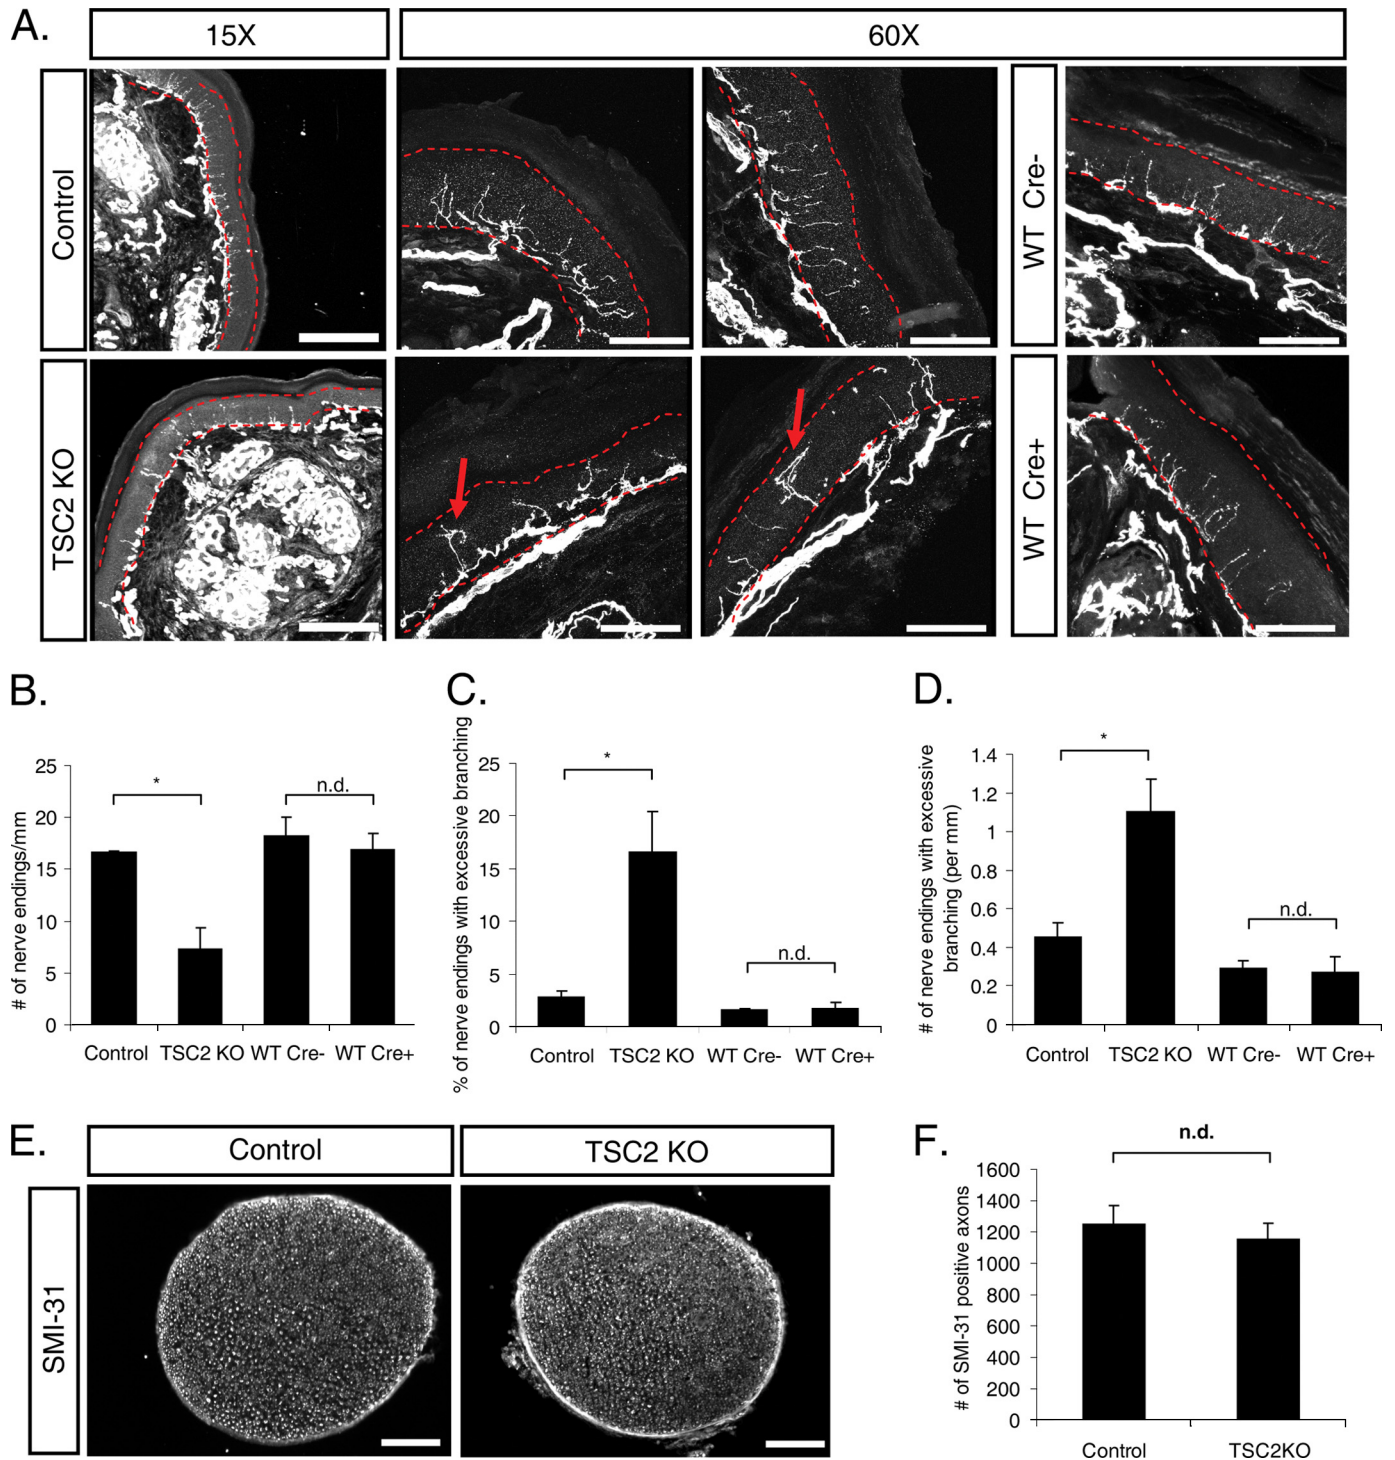 A.
15X
60X
Control
WT Cre-
TSC2 KO
WT Cre+
B.
# of nerve endings/mm
25
20
15
10
5
0
*
n.d.
Control TSC2 KO WT Cre- WT Cre+
C.
% of nerve endings with excessive branching
25
20
15
10
5
0
*
n.d.
Control TSC2 KO WT Cre- WT Cre+
D.
# of nerve endings with excessive
branching (per mm)
1.4
1.2
1
0.8
0.6
0.4
0.2
0
*
n.d.
Control TSC2 KO WT Cre- WT Cre+
E.
Control
TSC2 KO
SMI-31
F.
n.d.
# of SMI-31 positive axons
1600
1400
1200
1000
800
600
400
200
0
Control TSC2KO